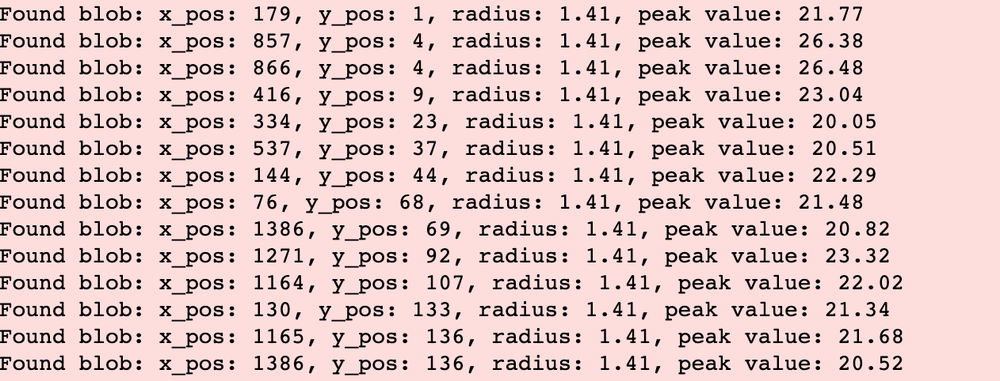 Found blob: x_pos: 179, y_pos: 1, radius: 1.41, peak value: 21.77
Found blob: x_pos: 857, y_pos: 4, radius: 1.41, peak value: 26.38
Found blob: x_pos: 866, y_pos: 4, radius: 1.41, peak value: 26.48
Found blob: x_pos: 416, y_pos: 9, radius: 1.41, peak value: 23.04
Found blob: x_pos: 334, y_pos: 23, radius: 1.41, peak value: 20.05
Found blob: x_pos: 537, y_pos: 37, radius: 1.41, peak value: 20.51
Found blob: x_pos: 144, y_pos: 44, radius: 1.41, peak value: 22.29
Found blob: x_pos: 76, y_pos: 68, radius: 1.41, peak value: 21.48
Found blob: x_pos: 1386, y_pos: 69, radius: 1.41, peak value: 20.82
Found blob: x_pos: 1271, y_pos: 92, radius: 1.41, peak value: 23.32
Found blob: x_pos: 1164, y_pos: 107, radius: 1.41, peak value: 22.02
Found blob: x_pos: 130, y_pos: 133, radius: 1.41, peak value: 21.34
Found blob: x_pos: 1165, y_pos: 136, radius: 1.41, peak value: 21.68
Found blob: x_pos: 1386, y_pos: 136, radius: 1.41, peak value: 20.52